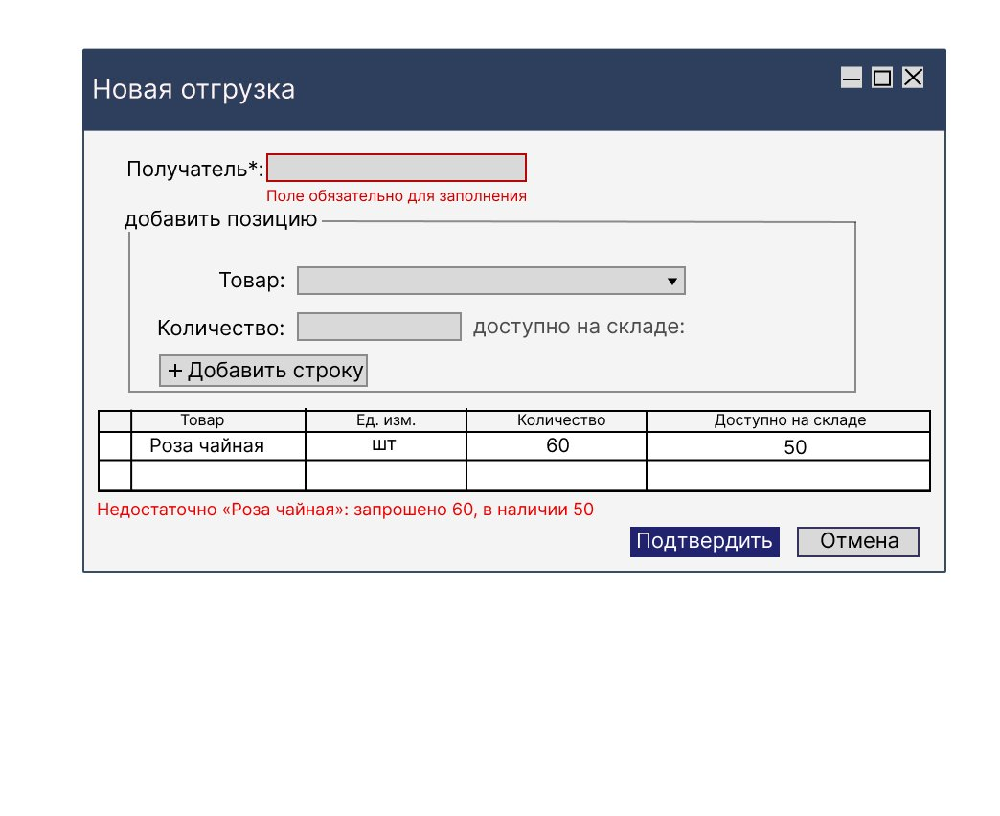 Новая отгрузка
Получатель*:
Поле обязательно для заполнения
добавить позицию
Товар:
Количество: доступно на складе:
+ Добавить строку
Товар Ед. изм. Количество Доступно на складе
Роза чайная шт 60 50
Недостаточно «Роза чайная»: запрошено 60, в наличии 50
Подтвердить Отмена